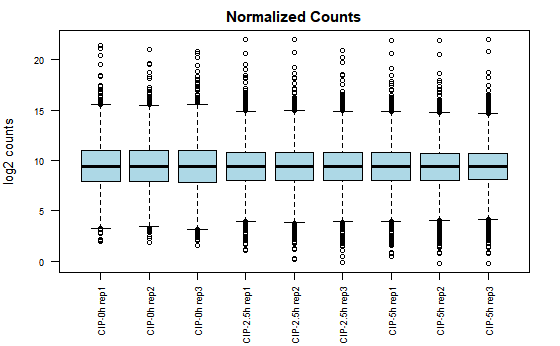 Normalized Counts
log2 counts
20
15
10
5
0
CIP-0h rep1
CIP-0h rep2
CIP-0h rep3
CIP-2.5h rep1
CIP-2.5h rep2
CIP-2.5h rep3
CIP-5h rep1
CIP-5h rep2
CIP-5h rep3